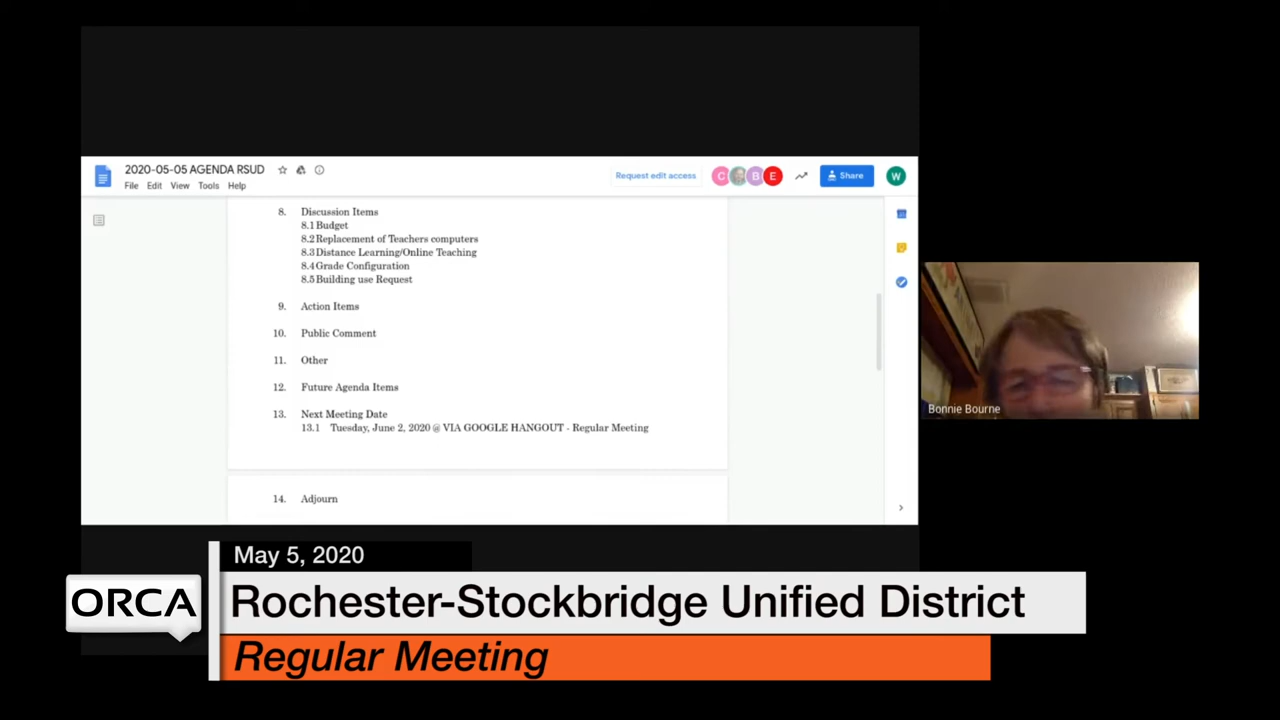 2020-05-05 AGENDA RSUD
File Edit View Tools Help
Request edit access
C B E
Share
W
8. Discussion Items
8.1 Budget
8.2 Replacement of Teachers computers
8.3 Distance Learning/Online Teaching
8.4 Grade Configuration
8.5 Building use Request
9. Action Items
10. Public Comment
11. Other
12. Future Agenda Items
13. Next Meeting Date
13.1 Tuesday, June 2, 2020 @ VIA GOOGLE HANGOUT - Regular Meeting
14. Adjourn
Bonnie Bourne
May 5, 2020
ORCA
Rochester-Stockbridge Unified District
Regular Meeting